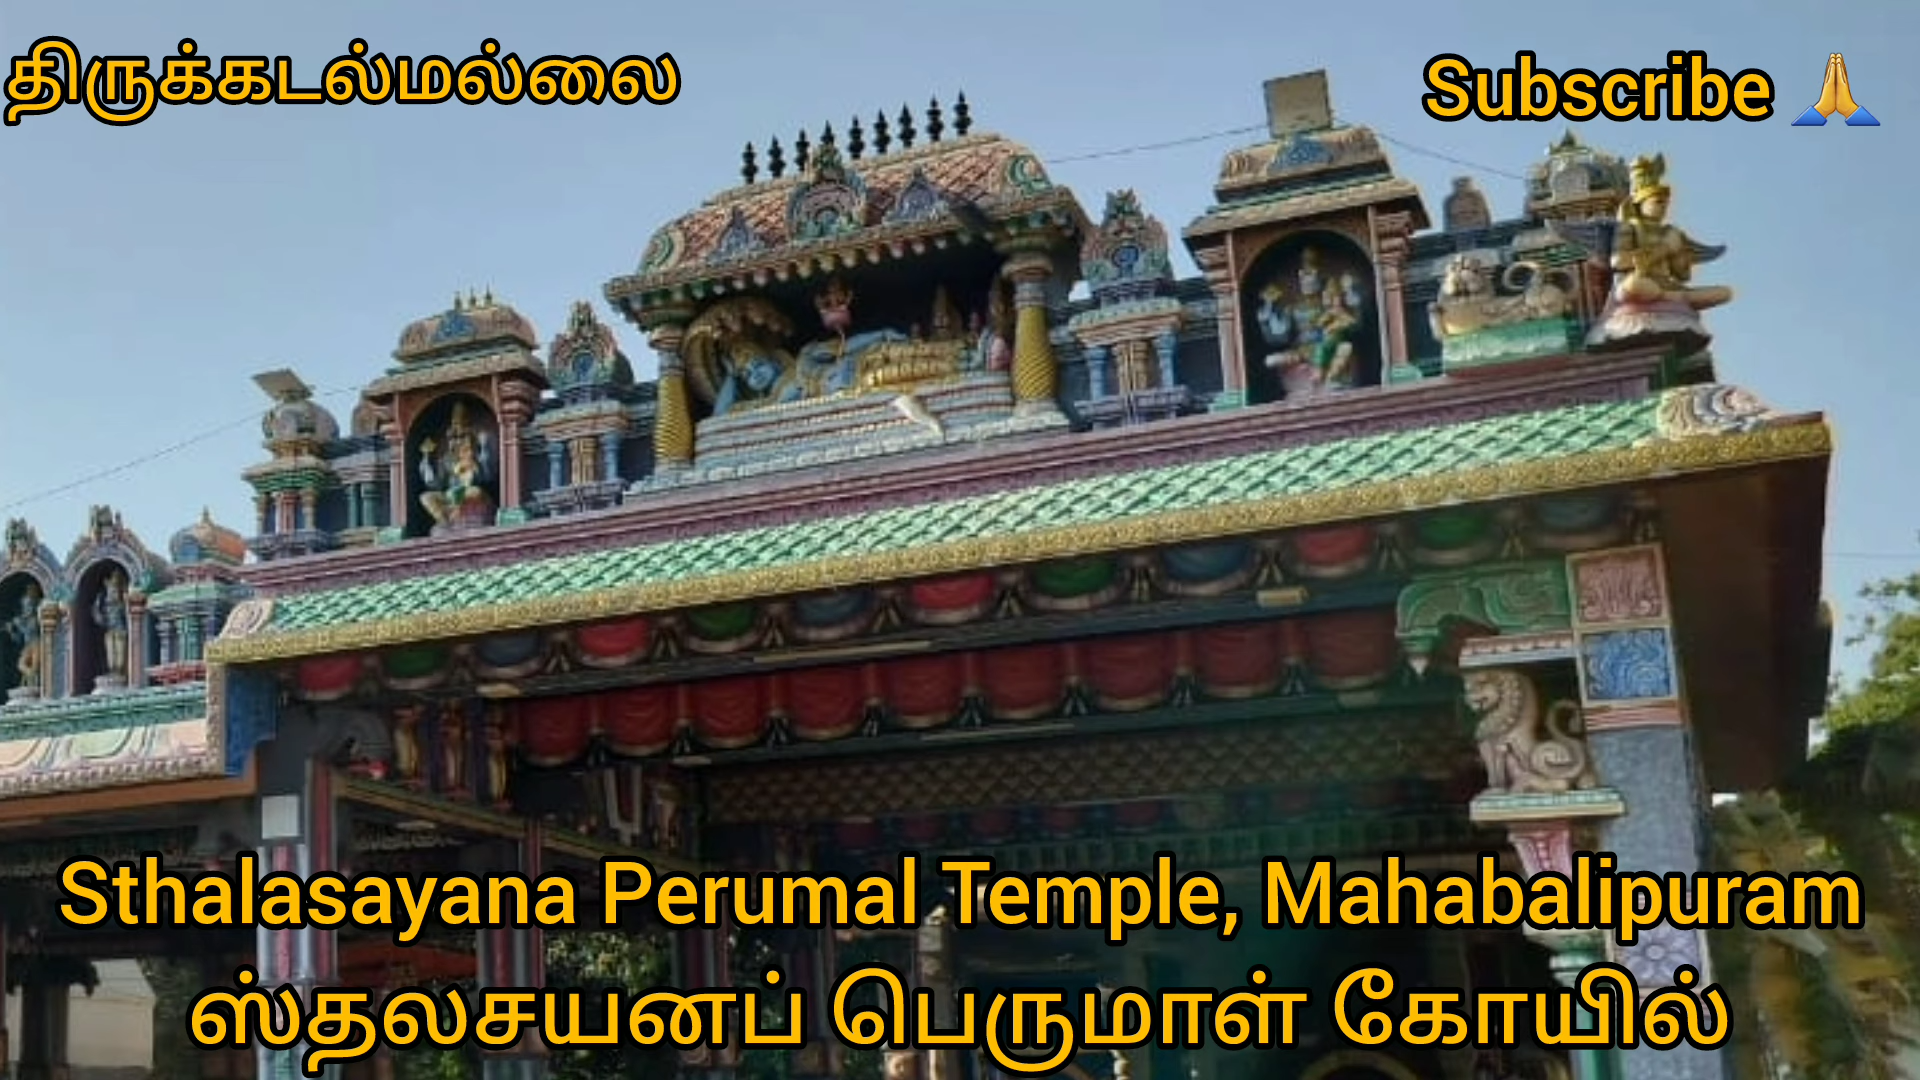 திருக்கடல்மல்லை
Subscribe 🙏
Sthalasayana Perumal Temple, Mahabalipuram
ஸ்தலசயனப் பெருமாள் கோயில்